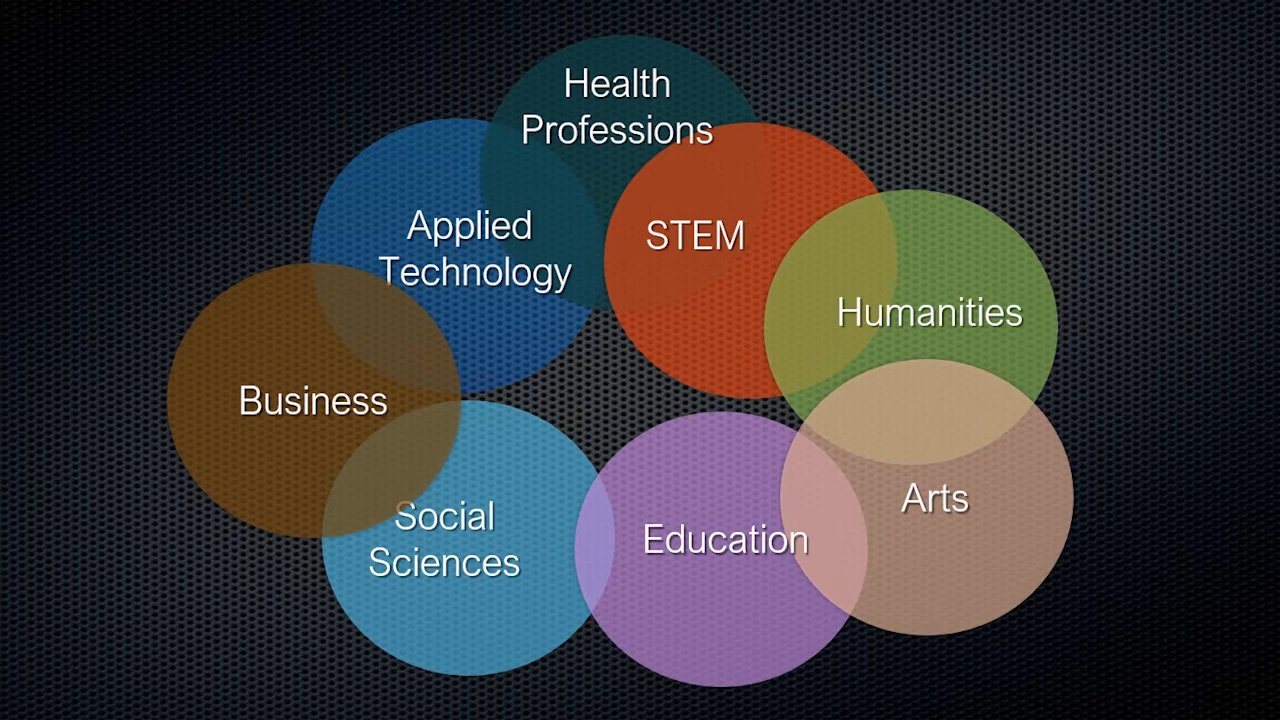 Health
Professions
Applied
Technology
STEM
Humanities
Business
Arts
Social
Sciences
Education